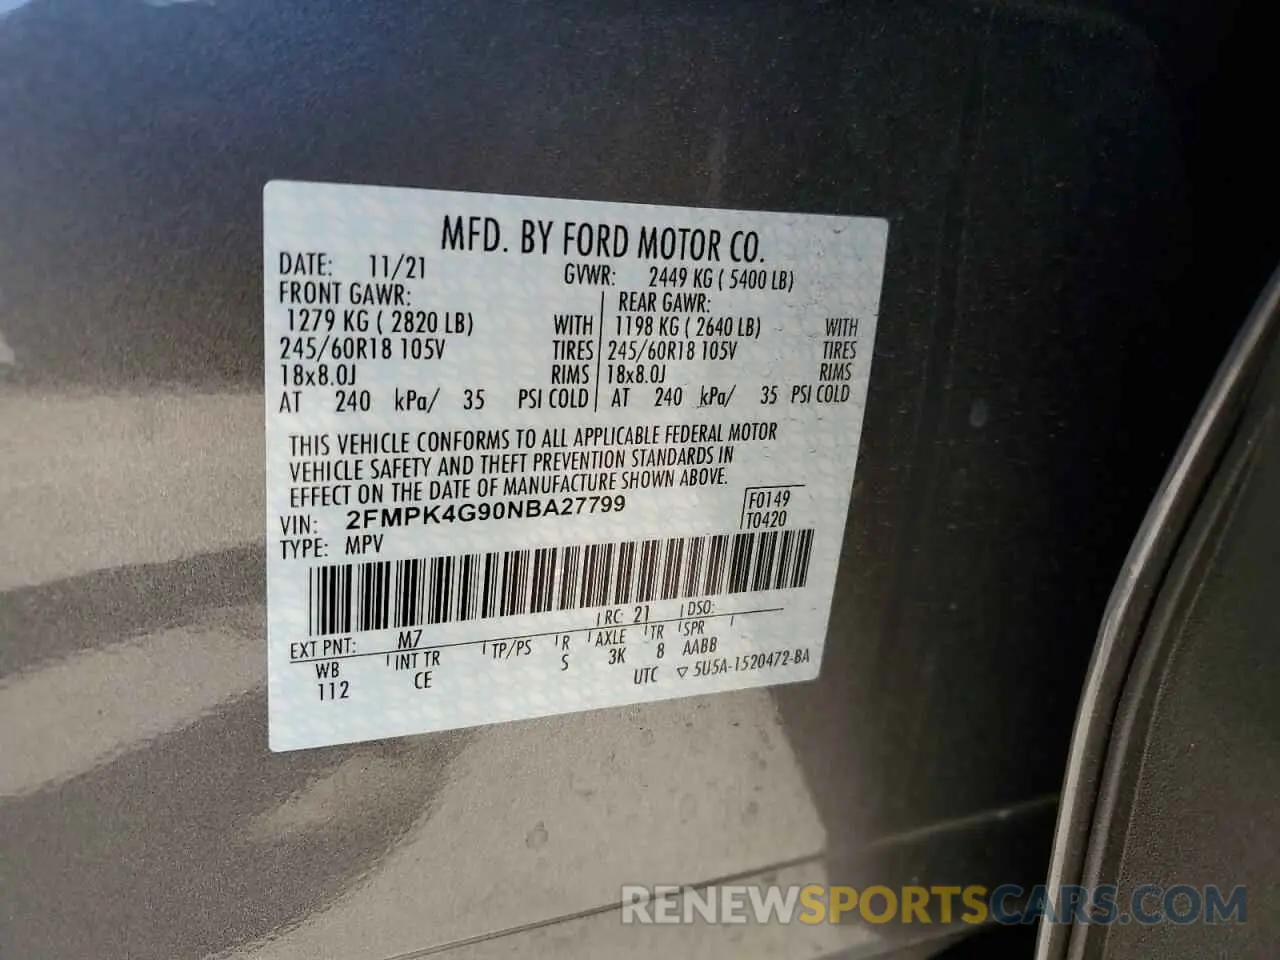 MFD. BY FORD MOTOR CO.
DATE: 11/21 GVWR: 2449 KG ( 5400 LB)
FRONT GAWR: REAR GAWR:
1279 KG ( 2820 LB) WITH 1198 KG ( 2640 LB) WITH
245/60R18 105V TIRES 245/60R18 105V TIRES
18x8.0J RIMS 18x8.0J RIMS
AT 240 kPa/ 35 PSI COLD AT 240 kPa/ 35 PSI COLD
THIS VEHICLE CONFORMS TO ALL APPLICABLE FEDERAL MOTOR
VEHICLE SAFETY AND THEFT PREVENTION STANDARDS IN
EFFECT ON THE DATE OF MANUFACTURE SHOWN ABOVE.
VIN: 2FMPK4G90NBA27799 F0149
TYPE: MPV T0420
EXT PNT: M7 RC: 21 DSO:
WB INT TR TP/PS R AXLE TR SPR
112 CE S 3K 8 AABB
UTC ▽ 5U5A-1520472-BA
RENEWSPORTSCARS.COM